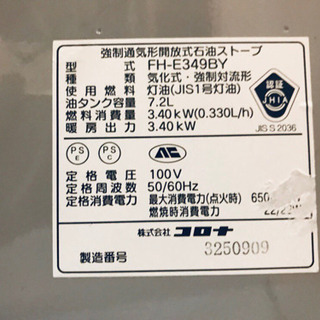 強制通気形開放式石油ストーブ
型式 FH-E349BY
種類 気化式・強制対流形
使用燃料 灯油(JIS1号灯油)
油タンク容量 7.2L
燃料消費量 3.40kW(0.330L/h)
暖房出力 3.40kW
認証
JHIA
JIS S 2036
PS E
PS C
定格電圧 100V
定格周波数 50/60Hz
定格消費電力 最大消費電力(点火時) 650
燃焼時消費電力 22/22
株式会社 コロナ
製造番号 3250909